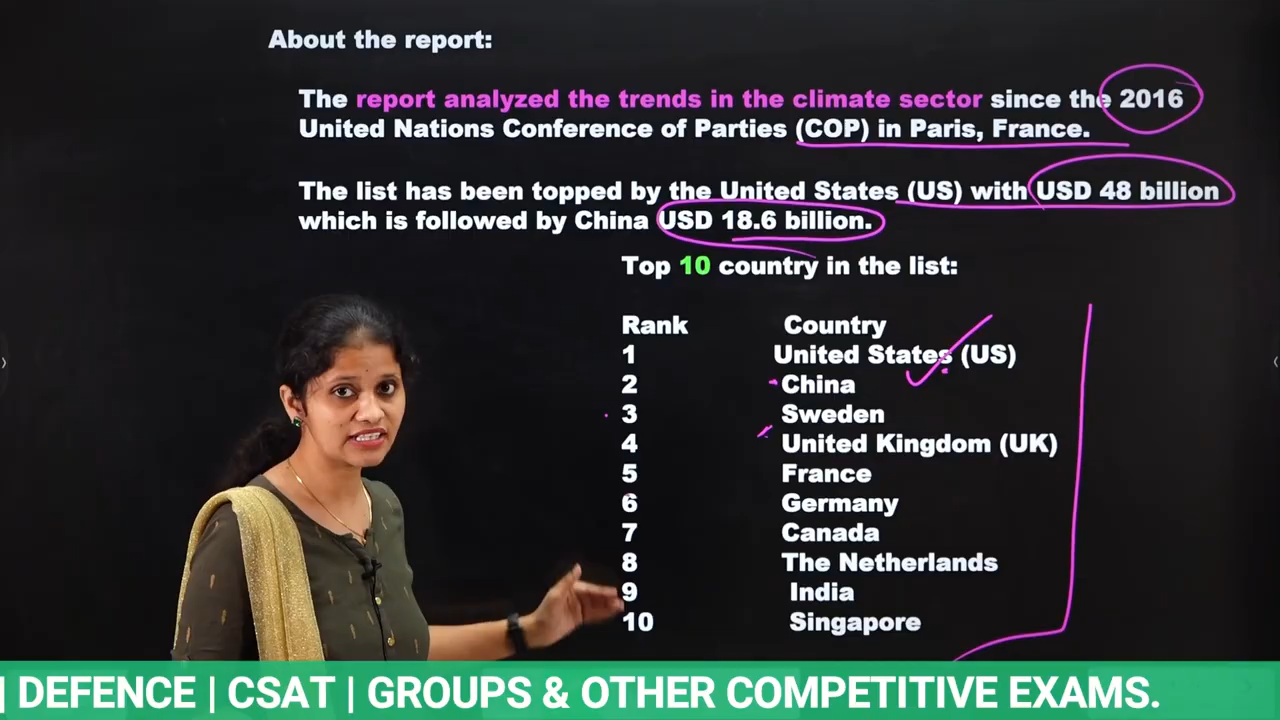 About the report:
The report analyzed the trends in the climate sector since the 2016
United Nations Conference of Parties (COP) in Paris, France.
The list has been topped by the United States (US) with USD 48 billion
which is followed by China USD 18.6 billion.
Top 10 country in the list:
Rank Country
1 United States (US)
2 China
3 Sweden
4 United Kingdom (UK)
5 France
6 Germany
7 Canada
8 The Netherlands
9 India
10 Singapore
| DEFENCE | CSAT | GROUPS & OTHER COMPETITIVE EXAMS.